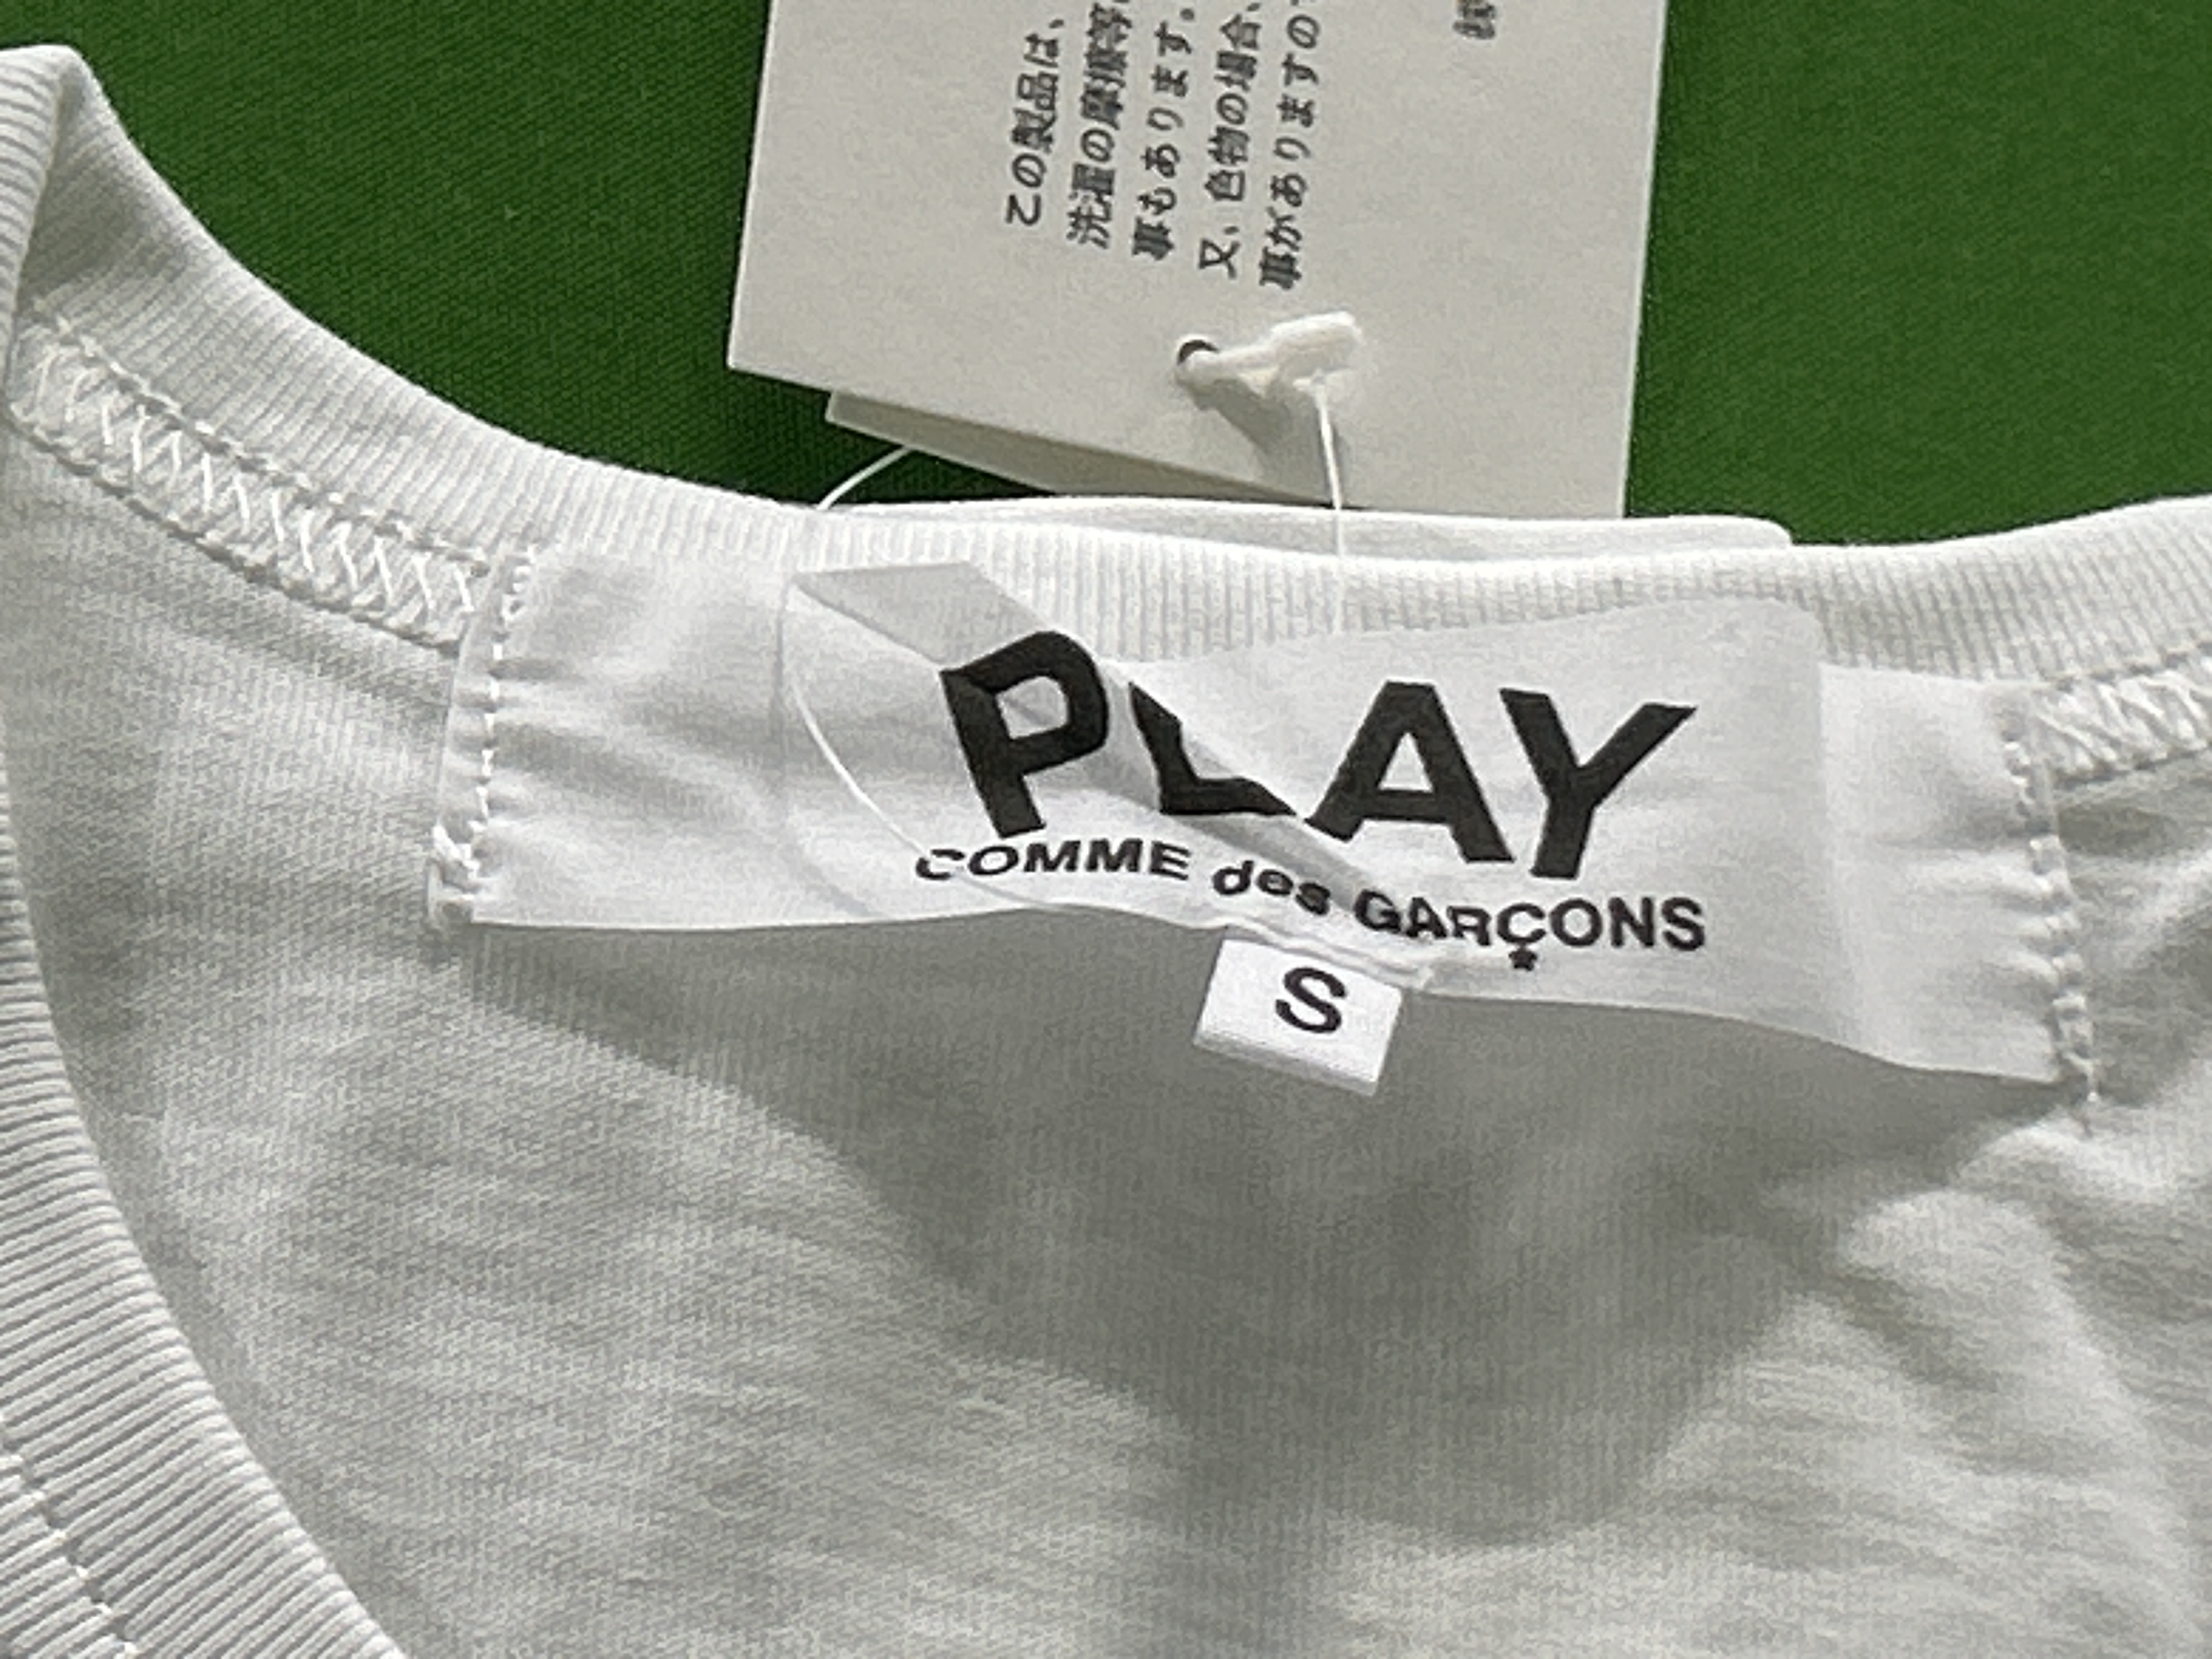 この製品は、
洗濯の摩擦等
事もあります。
又、色物の場合、
事がありますの
PLAY
COMME des GARÇONS
S